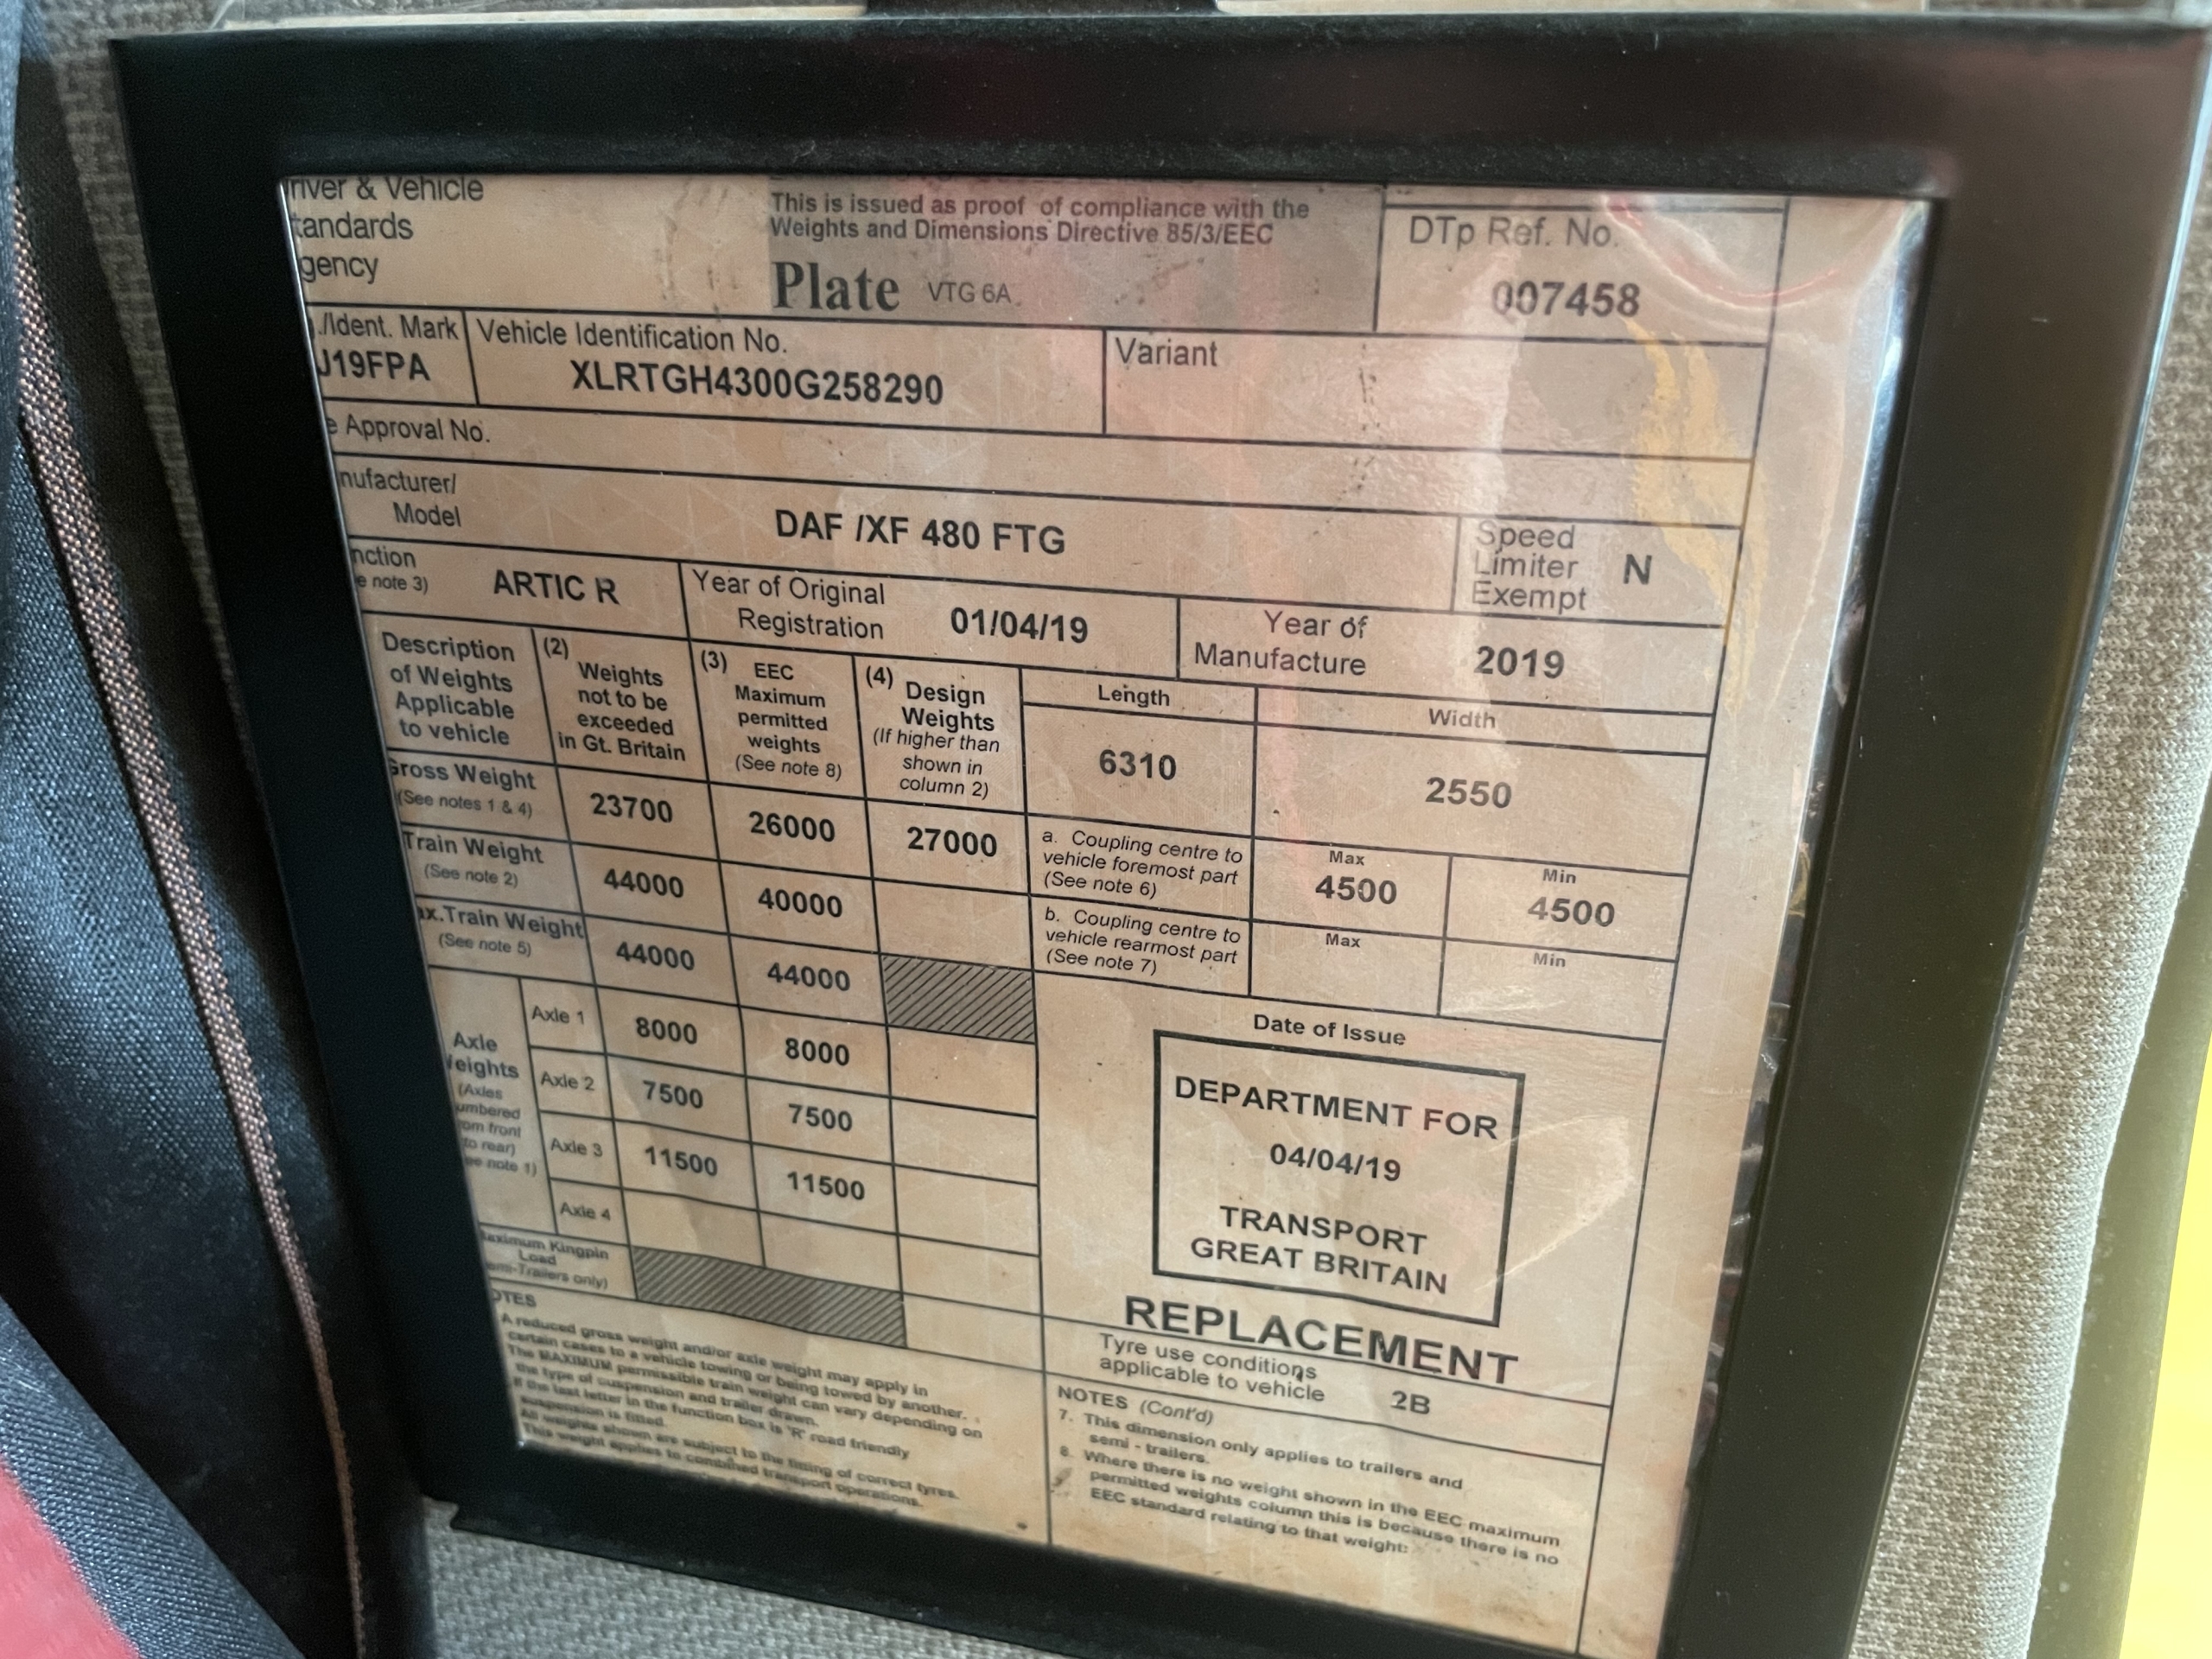 river & Vehicle
tandards
gency
This is issued as proof of compliance with the
Weights and Dimensions Directive 85/3/EEC
Plate VTG 6A
DTp Ref. No.
007458
./Ident. Mark
J19FPA
Vehicle Identification No.
XLRTGH4300G258290
Variant
e Approval No.
nufacturer/
Model
DAF /XF 480 FTG
Speed
Limiter
Exempt
N
nction
e note 3)
ARTIC R
Year of Original
Registration
01/04/19
Year of
Manufacture
2019
Description
of Weights
Applicable
to vehicle
(2)
Weights
not to be
exceeded
in Gt. Britain
(3)
EEC
Maximum
permitted
weights
(See note 8)
(4)
Design
Weights
(If higher than
shown in
column 2)
Length
6310
Width
2550
Gross Weight
(See notes 1 & 4)
23700
26000
27000
a. Coupling centre to
vehicle foremost part
(See note 6)
Max
4500
Min
4500
Train Weight
(See note 2)
44000
40000
b. Coupling centre to
vehicle rearmost part
(See note 7)
Max
Min
ax.Train Weight
(See note 5)
44000
44000
Axle
eights
(Axles
umbered
om front
to rear)
ee note 1)
Axle 1
8000
8000
Axle 2
7500
7500
Axle 3
11500
11500
Axle 4
aximum Kingpin
Load
emi-Trailers only)
Date of Issue
DEPARTMENT FOR
04/04/19
TRANSPORT
GREAT BRITAIN
REPLACEMENT
Tyre use conditions
applicable to vehicle
2B
OTES
A reduced gross weight and/or axle weight may apply in
certain cases to a vehicle towing or being towed by another.
The MAXIMUM permissible train weight can vary depending on
the type of suspension and trailer drawn.
If the last letter in the function box is 'R' road friendly
suspension is fitted.
All weights shown are subject to the fitting of correct tyres.
This weight applies to combined transport operations.
NOTES (Cont'd)
7. This dimension only applies to trailers and
semi - trailers.
8. Where there is no weight shown in the EEC maximum
permitted weights column this is because there is no
EEC standard relating to that weight: